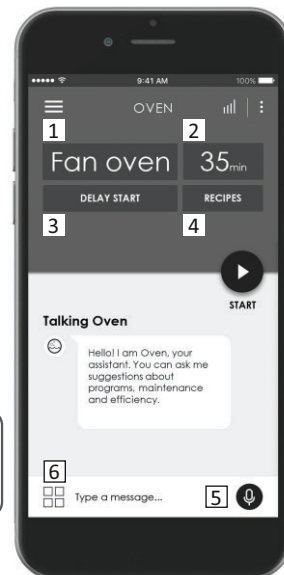 9:41 AM 100%
OVEN
1 2
Fan oven 35min
DELAY START RECIPES
3 4
START
Talking Oven
Hello! I am Oven, your
assistant. You can ask me
suggestions about
programs, maintenance
and efficiency.
6
Type a message... 5